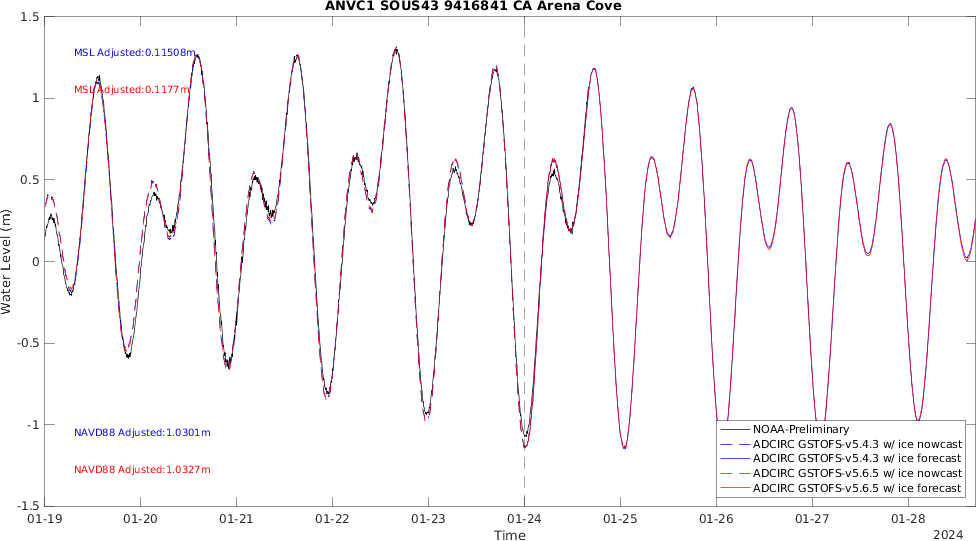 ANVC1 SOUS43 9416841 CA Arena Cove
1.5
1
0.5
0
-0.5
-1
-1.5
Water Level (m)
MSL Adjusted:0.11508m
MSL Adjusted:0.1177m
NAVD88 Adjusted:1.0301m
NAVD88 Adjusted:1.0327m
NOAA-Preliminary
ADCIRC GSTOFS-v5.4.3 w/ ice nowcast
ADCIRC GSTOFS-v5.4.3 w/ ice forecast
ADCIRC GSTOFS-v5.6.5 w/ ice nowcast
ADCIRC GSTOFS-v5.6.5 w/ ice forecast
01-19 01-20 01-21 01-22 01-23 01-24 01-25 01-26 01-27 01-28
Time
2024